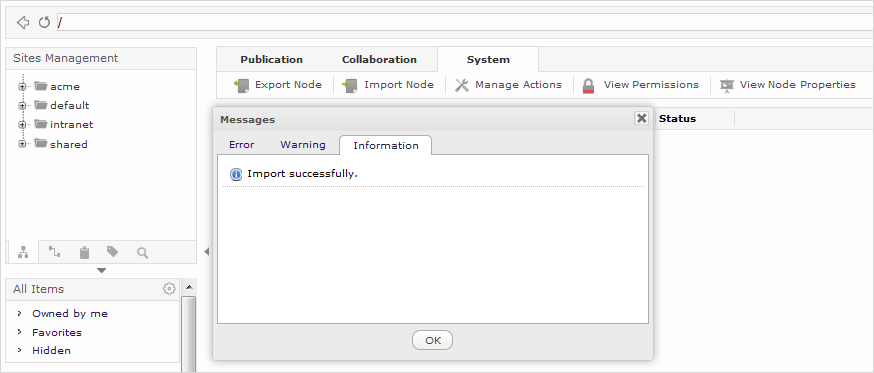 /
Sites Management
acme
default
intranet
shared
All Items
Owned by me
Favorites
Hidden
Publication Collaboration System
Export Node Import Node Manage Actions View Permissions View Node Properties
Status
Messages
Error Warning Information
Import successfully.
OK